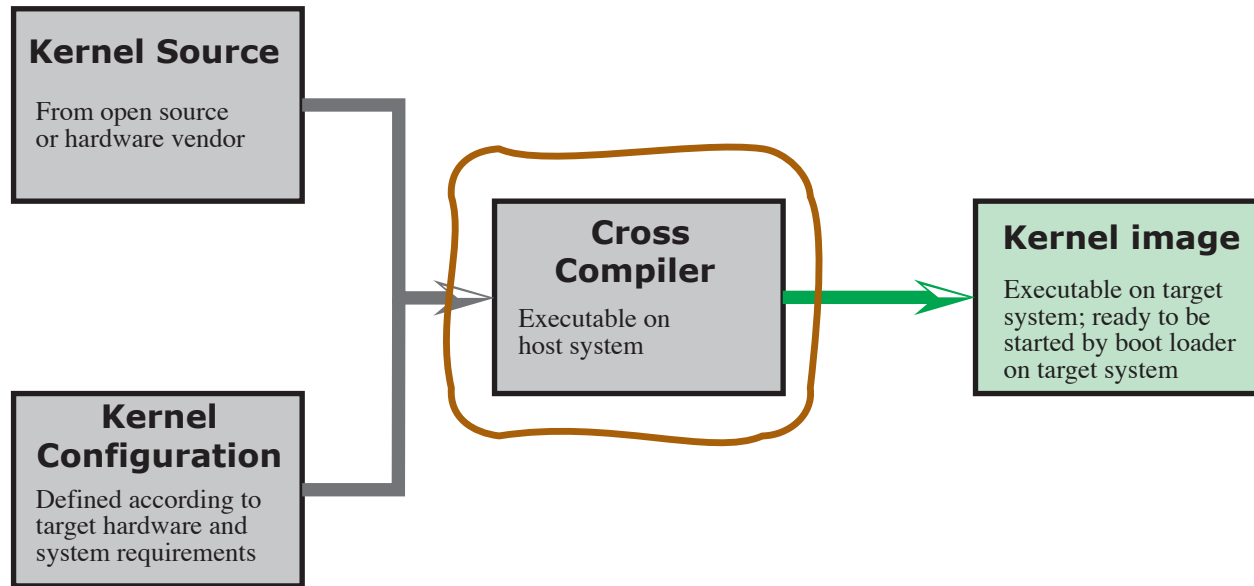 Kernel Source
From open source
or hardware vendor
Cross
Compiler
Executable on
host system
Kernel image
Executable on target
system; ready to be
started by boot loader
on target system
Kernel
Configuration
Defined according to
target hardware and
system requirements